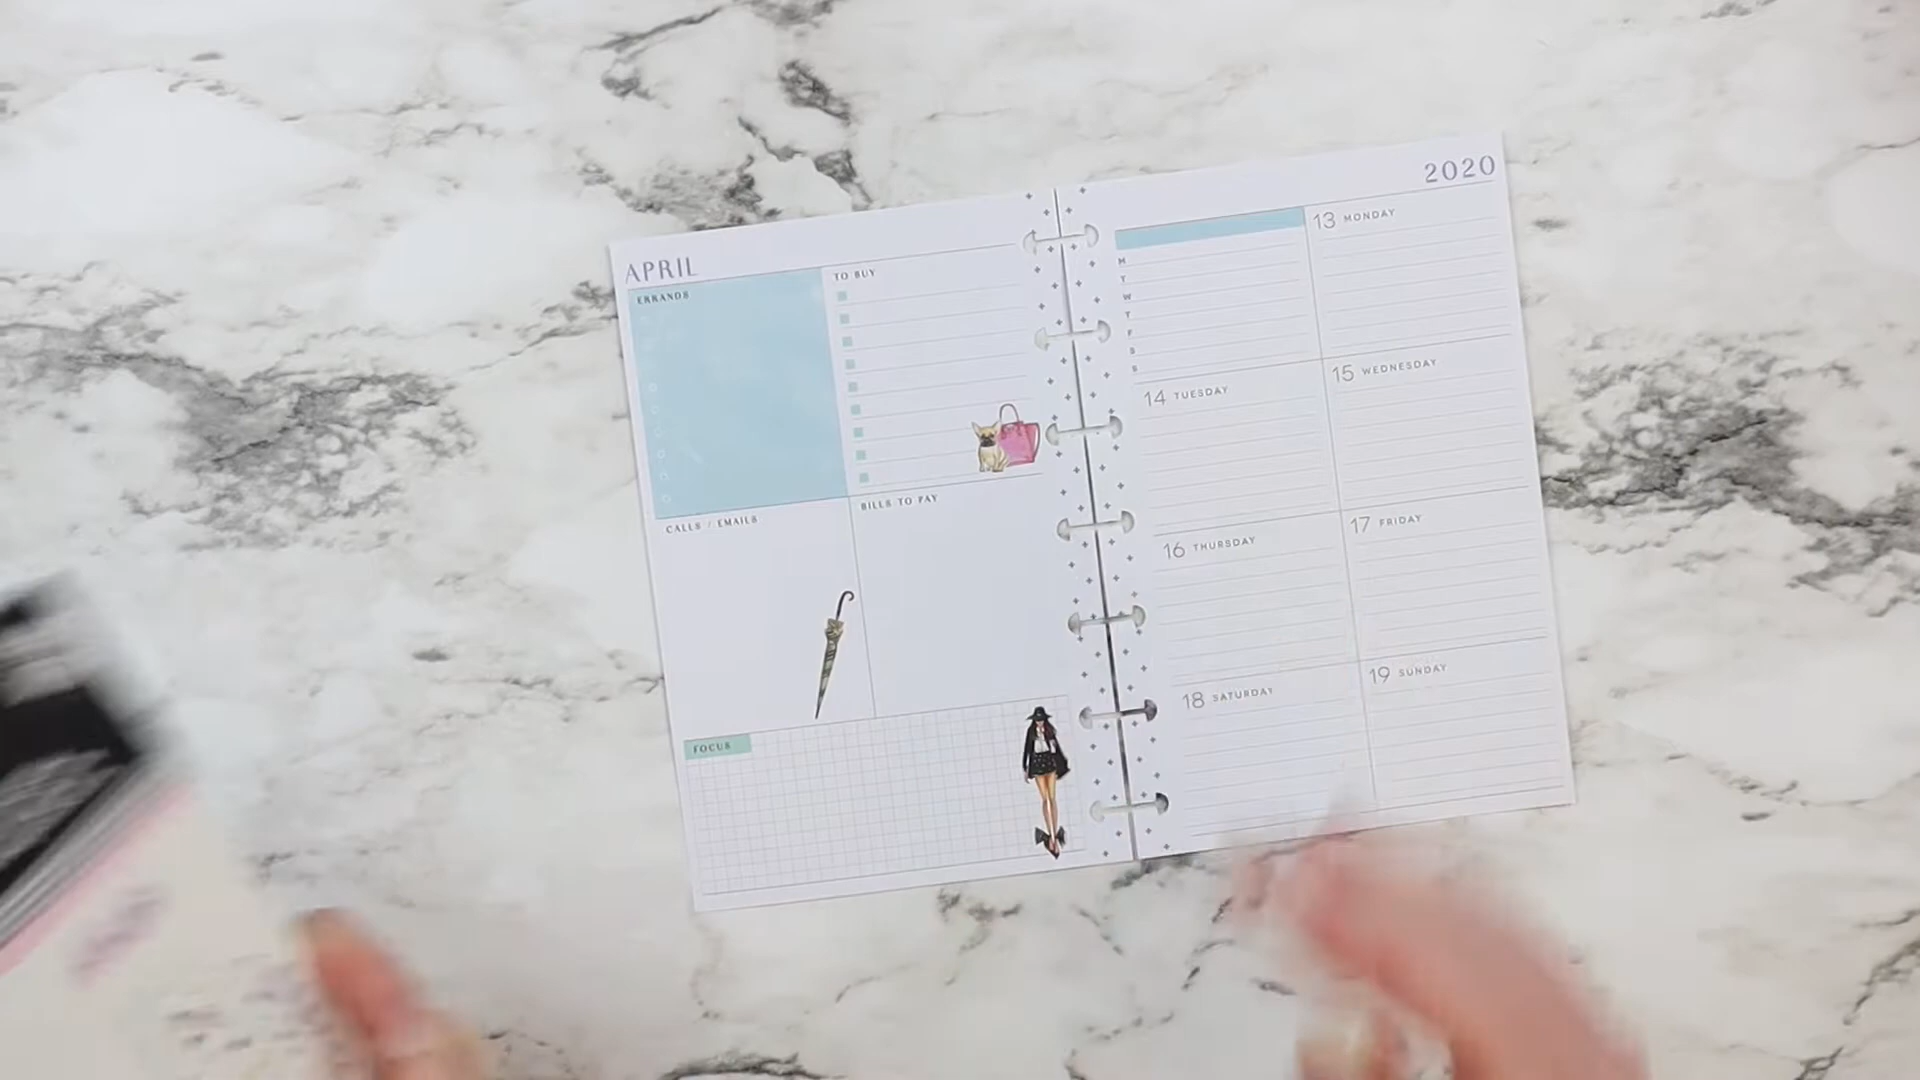 APRIL
ERRANDS
TO BUY
CALLS / EMAILS
BILLS TO PAY
FOCUS
2020
M
T
W
T
F
S
S
13 MONDAY
14 TUESDAY
15 WEDNESDAY
16 THURSDAY
17 FRIDAY
18 SATURDAY
19 SUNDAY